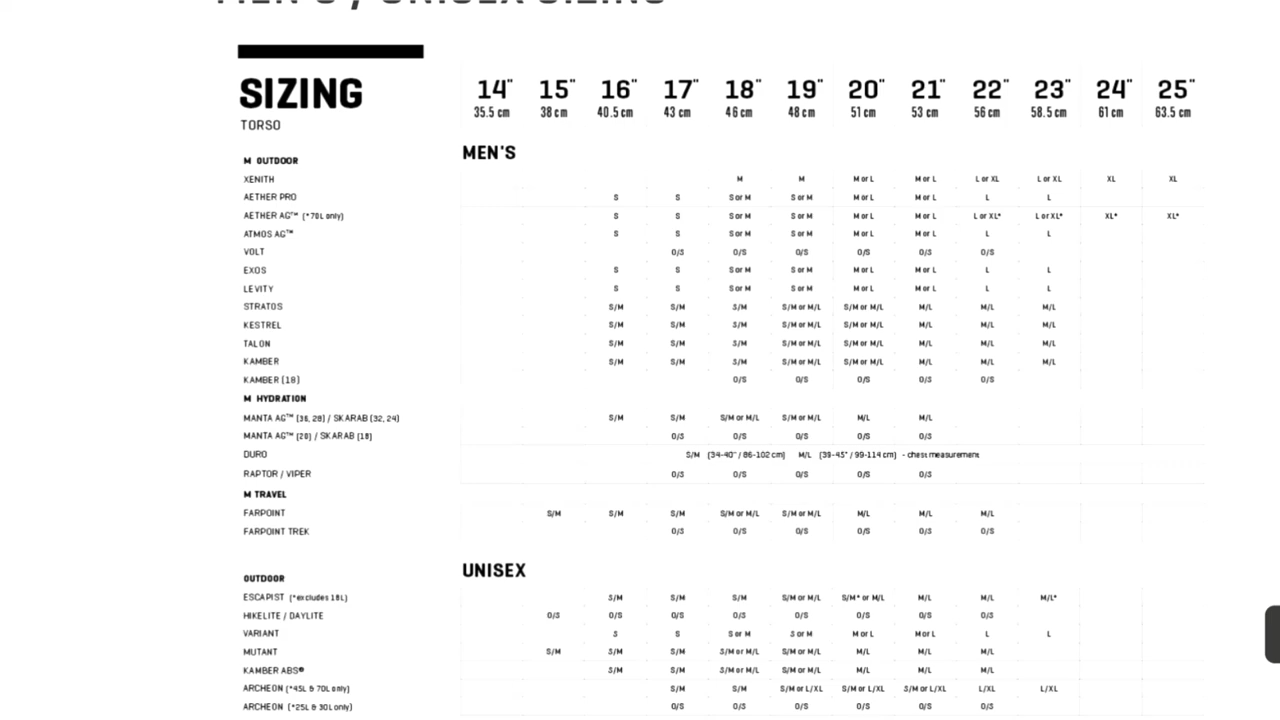 MEN'S / UNISEX SIZING
SIZING 14" 15" 16" 17" 18" 19" 20" 21" 22" 23" 24" 25"
TORSO 35.5 cm 38 cm 40.5 cm 43 cm 46 cm 48 cm 51 cm 53 cm 56 cm 58.5 cm 61 cm 63.5 cm
MEN'S
M OUTDOOR
XENITH M M M or L M or L L or XL L or XL XL XL
AETHER PRO S S S or M S or M M or L M or L L L
AETHER AG™ (*70L only) S S S or M S or M M or L M or L L or XL* L or XL* XL* XL*
ATMOS AG™ S S S or M S or M M or L M or L L L
VOLT O/S O/S O/S O/S O/S O/S
EXOS S S S or M S or M M or L M or L L L
LEVITY S S S or M S or M M or L M or L L L
STRATOS S/M S/M S/M S/M or M/L S/M or M/L M/L M/L M/L
KESTREL S/M S/M S/M S/M or M/L S/M or M/L M/L M/L M/L
TALON S/M S/M S/M S/M or M/L S/M or M/L M/L M/L M/L
KAMBER S/M S/M S/M S/M or M/L S/M or M/L M/L M/L M/L
KAMBER (18) O/S O/S O/S O/S O/S
M HYDRATION
MANTA AG™ (36, 28) / SKARAB (32, 24) S/M S/M S/M or M/L S/M or M/L M/L M/L
MANTA AG™ (20) / SKARAB (18) O/S O/S O/S O/S O/S
DURO S/M (34-40" / 86-102 cm) M/L (39-45" / 99-114 cm) - chest measurement
RAPTOR / VIPER O/S O/S O/S O/S O/S
M TRAVEL
FARPOINT S/M S/M S/M S/M or M/L S/M or M/L M/L M/L M/L
FARPOINT TREK O/S O/S O/S O/S O/S O/S
UNISEX
OUTDOOR
ESCAPIST (*excludes 18L) S/M S/M S/M S/M or M/L S/M* or M/L M/L M/L M/L*
HIKELITE / DAYLITE O/S O/S O/S O/S O/S O/S O/S O/S
VARIANT S S S or M S or M M or L M or L L L
MUTANT S/M S/M S/M S/M or M/L S/M or M/L M/L M/L M/L
KAMBER ABS® S/M S/M S/M or M/L S/M or M/L M/L M/L M/L
ARCHEON (*45L & 70L only) S/M S/M S/M or L/XL S/M or L/XL S/M or L/XL L/XL L/XL
ARCHEON (*25L & 30L only) O/S O/S O/S O/S O/S O/S